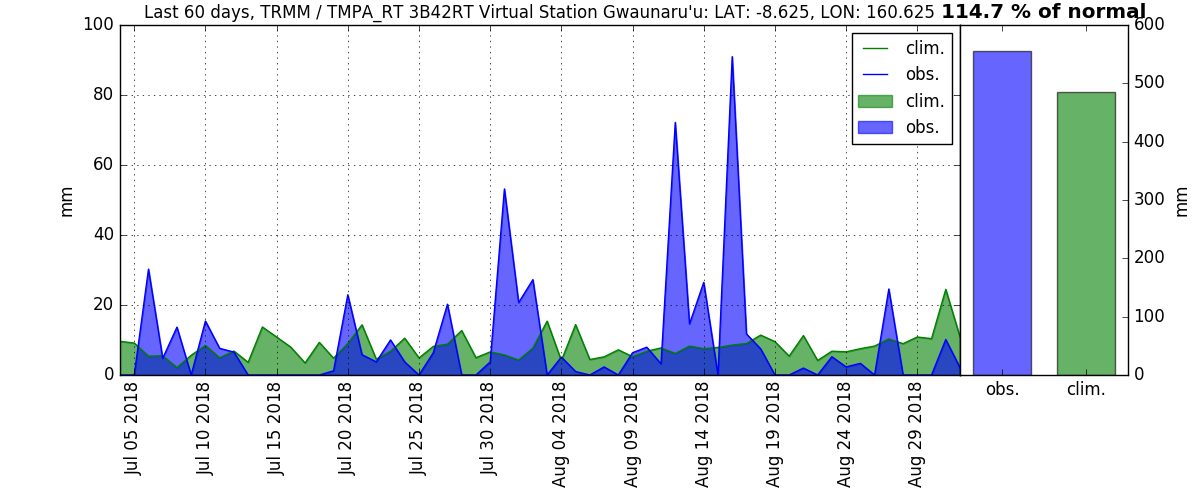 Last 60 days, TRMM / TMPA_RT 3B42RT Virtual Station Gwaunaru'u: LAT: -8.625, LON: 160.625 114.7 % of normal
100
80
60
40
20
0
mm
clim.
obs.
clim.
obs.
600
500
400
300
200
100
0
mm
Jul 05 2018
Jul 10 2018
Jul 15 2018
Jul 20 2018
Jul 25 2018
Jul 30 2018
Aug 04 2018
Aug 09 2018
Aug 14 2018
Aug 19 2018
Aug 24 2018
Aug 29 2018
obs.
clim.